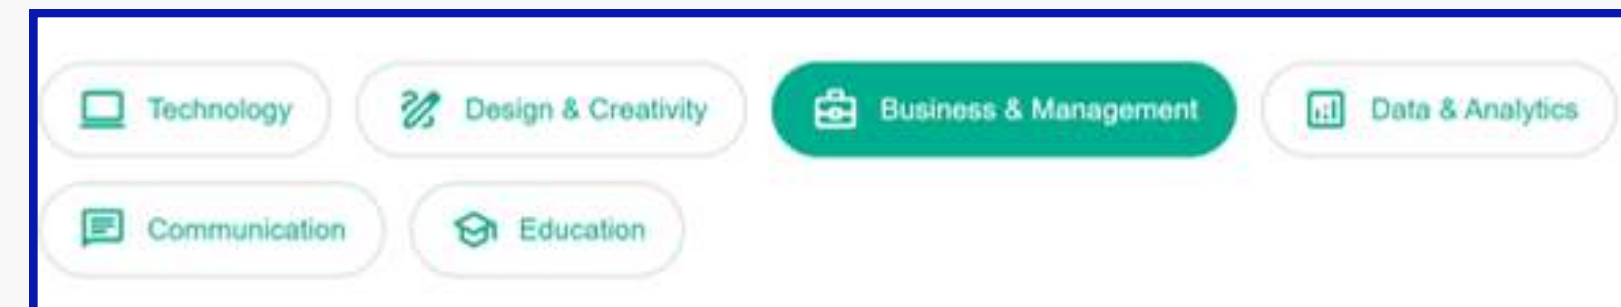 Technology Design & Creativity Business & Management Data & Analytics
Communication Education